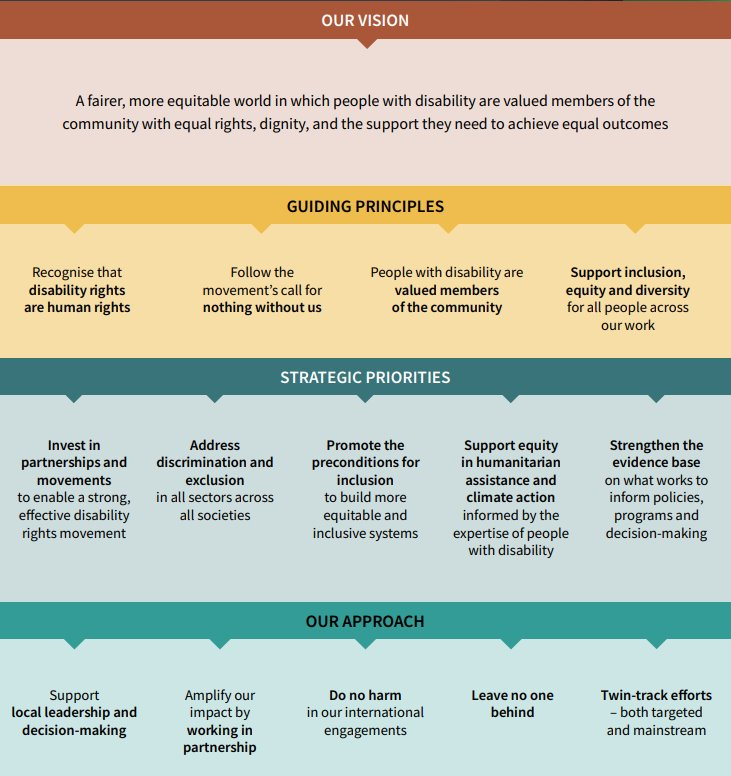 OUR VISION
A fairer, more equitable world in which people with disability are valued members of the
community with equal rights, dignity, and the support they need to achieve equal outcomes
GUIDING PRINCIPLES
Recognise that
disability rights
are human rights
Follow the
movement's call for
nothing without us
People with disability are
valued members
of the community
Support inclusion,
equity and diversity
for all people across
our work
STRATEGIC PRIORITIES
Invest in
partnerships and
movements
to enable a strong,
effective disability
rights movement
Address
discrimination and
exclusion
in all sectors across
all societies
Promote the
preconditions for
inclusion
to build more
equitable and
inclusive systems
Support equity
in humanitarian
assistance and
climate action
informed by the
expertise of people
with disability
Strengthen the
evidence base
on what works to
inform policies,
programs and
decision-making
OUR APPROACH
Support
local leadership and
decision-making
Amplify our
impact by
working in
partnership
Do no harm
in our international
engagements
Leave no one
behind
Twin-track efforts
– both targeted
and mainstream